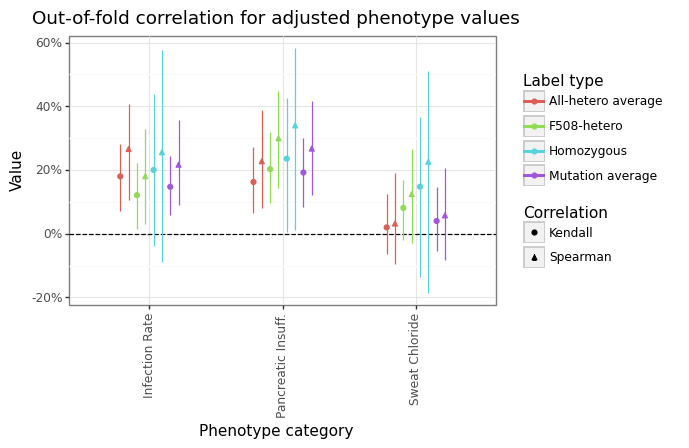 Out-of-fold correlation for adjusted phenotype values
Value
60%
40%
20%
0%
-20%
Infection Rate
Pancreatic Insuff.
Sweat Chloride
Phenotype category
Label type
All-hetero average
F508-hetero
Homozygous
Mutation average
Correlation
Kendall
Spearman